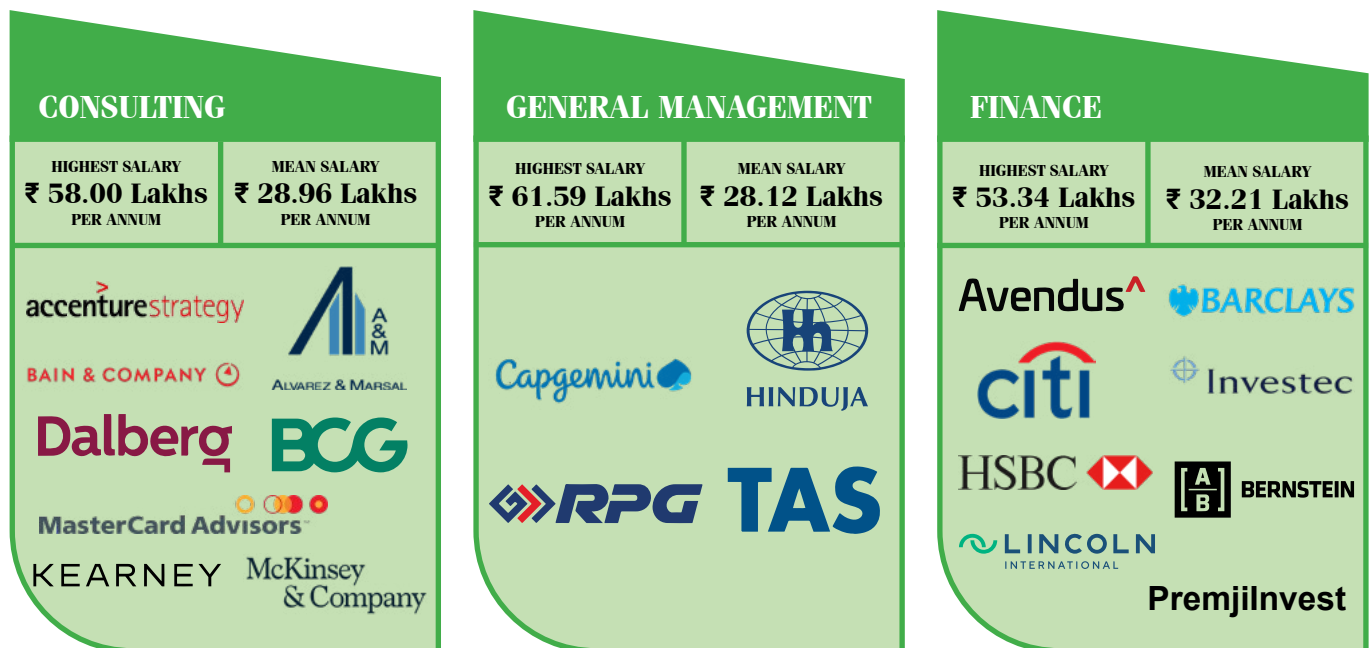 CONSULTING
HIGHEST SALARY
₹ 58.00 Lakhs
PER ANNUM
MEAN SALARY
₹ 28.96 Lakhs
PER ANNUM
accenturestrategy
A
&
M
ALVAREZ & MARSAL
BAIN & COMPANY
Dalberg
BCG
MasterCard Advisors
KEARNEY
McKinsey
& Company
GENERAL MANAGEMENT
HIGHEST SALARY
₹ 61.59 Lakhs
PER ANNUM
MEAN SALARY
₹ 28.12 Lakhs
PER ANNUM
Capgemini
HINDUJA
RPG
TAS
FINANCE
HIGHEST SALARY
₹ 53.34 Lakhs
PER ANNUM
MEAN SALARY
₹ 32.21 Lakhs
PER ANNUM
Avendus
BARCLAYS
citi
Investec
HSBC
A
B
BERNSTEIN
LINCOLN
INTERNATIONAL
PremjiInvest